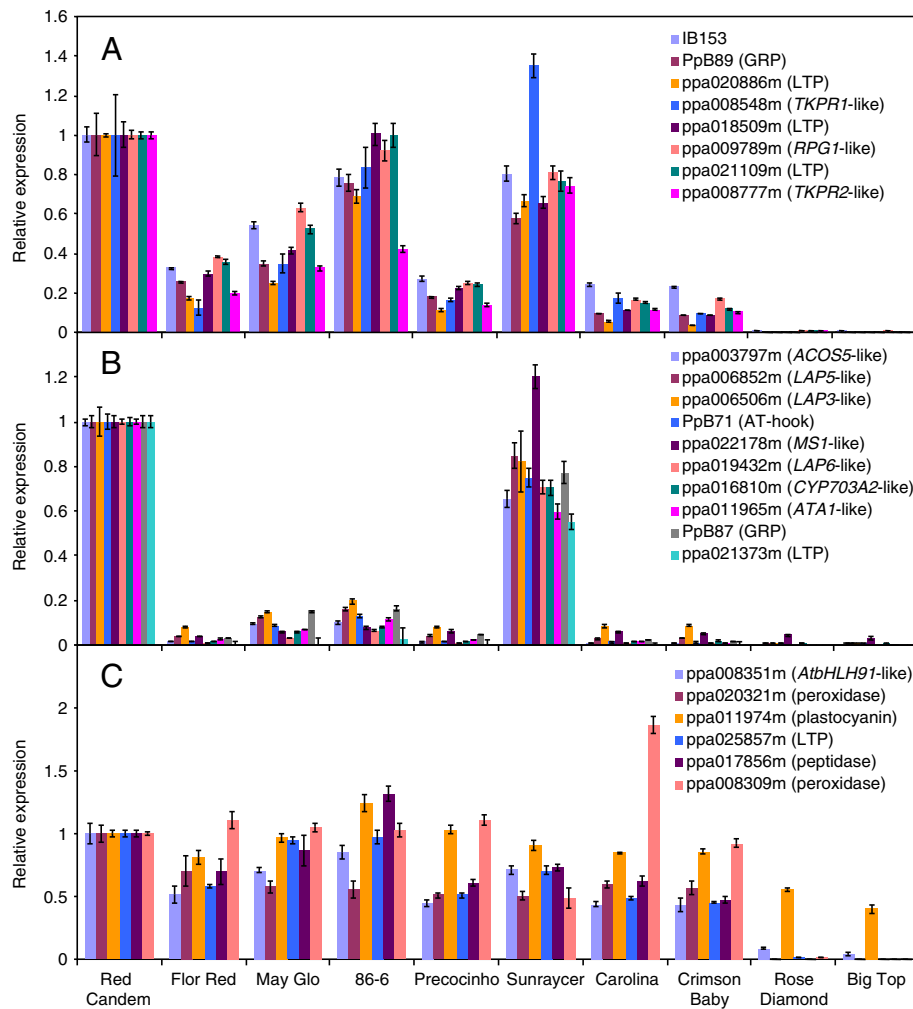 A
Relative expression
1.6
1.4
1.2
1
0.8
0.6
0.4
0.2
0
IB153
PpB89 (GRP)
ppa020886m (LTP)
ppa008548m (TKPR1-like)
ppa018509m (LTP)
ppa009789m (RPG1-like)
ppa021109m (LTP)
ppa008777m (TKPR2-like)
B
Relative expression
1.2
1
0.8
0.6
0.4
0.2
0
ppa003797m (ACOS5-like)
ppa006852m (LAP5-like)
ppa006506m (LAP3-like)
PpB71 (AT-hook)
ppa022178m (MS1-like)
ppa019432m (LAP6-like)
ppa016810m (CYP703A2-like)
ppa011965m (ATA1-like)
PpB87 (GRP)
ppa021373m (LTP)
C
Relative expression
2
1.5
1
0.5
0
ppa008351m (AtbHLH91-like)
ppa020321m (peroxidase)
ppa011974m (plastocyanin)
ppa025857m (LTP)
ppa017856m (peptidase)
ppa008309m (peroxidase)
Red Candem
Flor Red
May Glo
86-6
Precocinho
Sunraycer
Carolina
Crimson Baby
Rose Diamond
Big Top